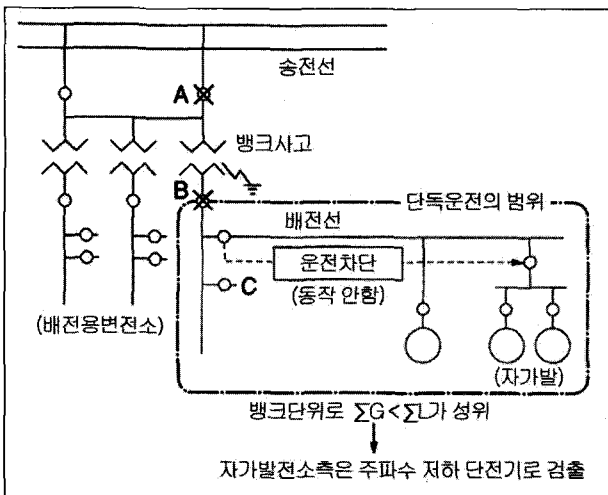 송전선
A
뱅크사고
B
단독운전의 범위
배전선
운전차단
C
(동작 안함)
(배전용변전소)
(자가발)
뱅크단위로 ∑G<∑L가 성위
자가발전소측은 주파수 저하 단전기로 검출